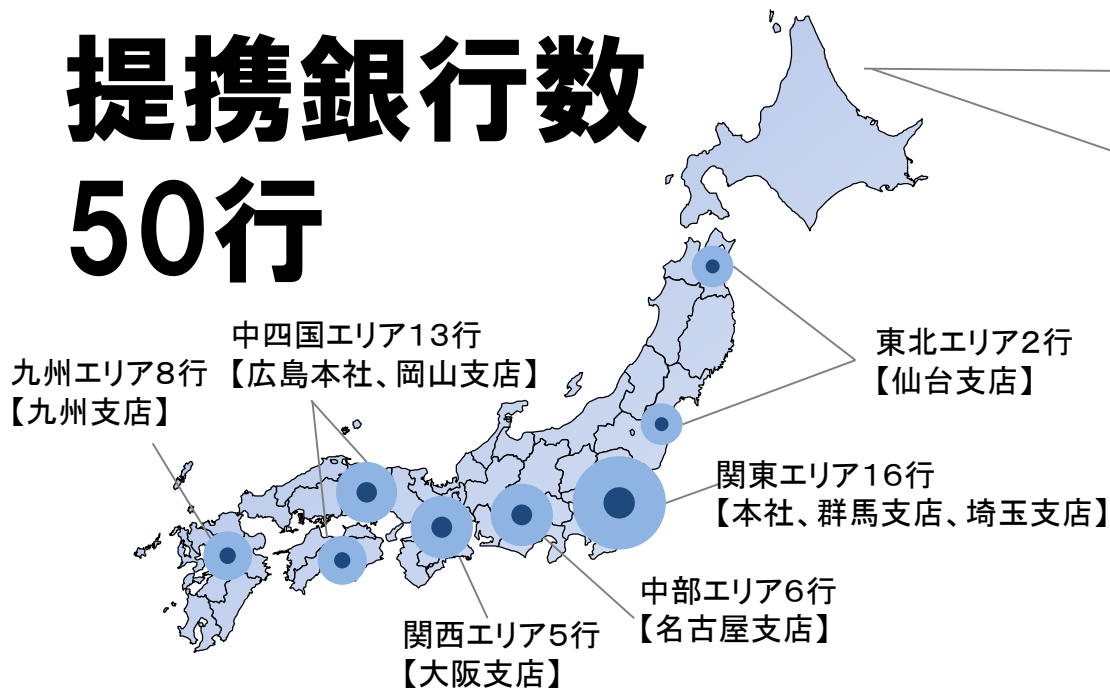 提携銀行数
50行
中四国エリア13行
【広島本社、岡山支店】
九州エリア8行
【九州支店】
東北エリア2行
【仙台支店】
関東エリア16行
【本社、群馬支店、埼玉支店】
中部エリア6行
【名古屋支店】
関西エリア5行
【大阪支店】